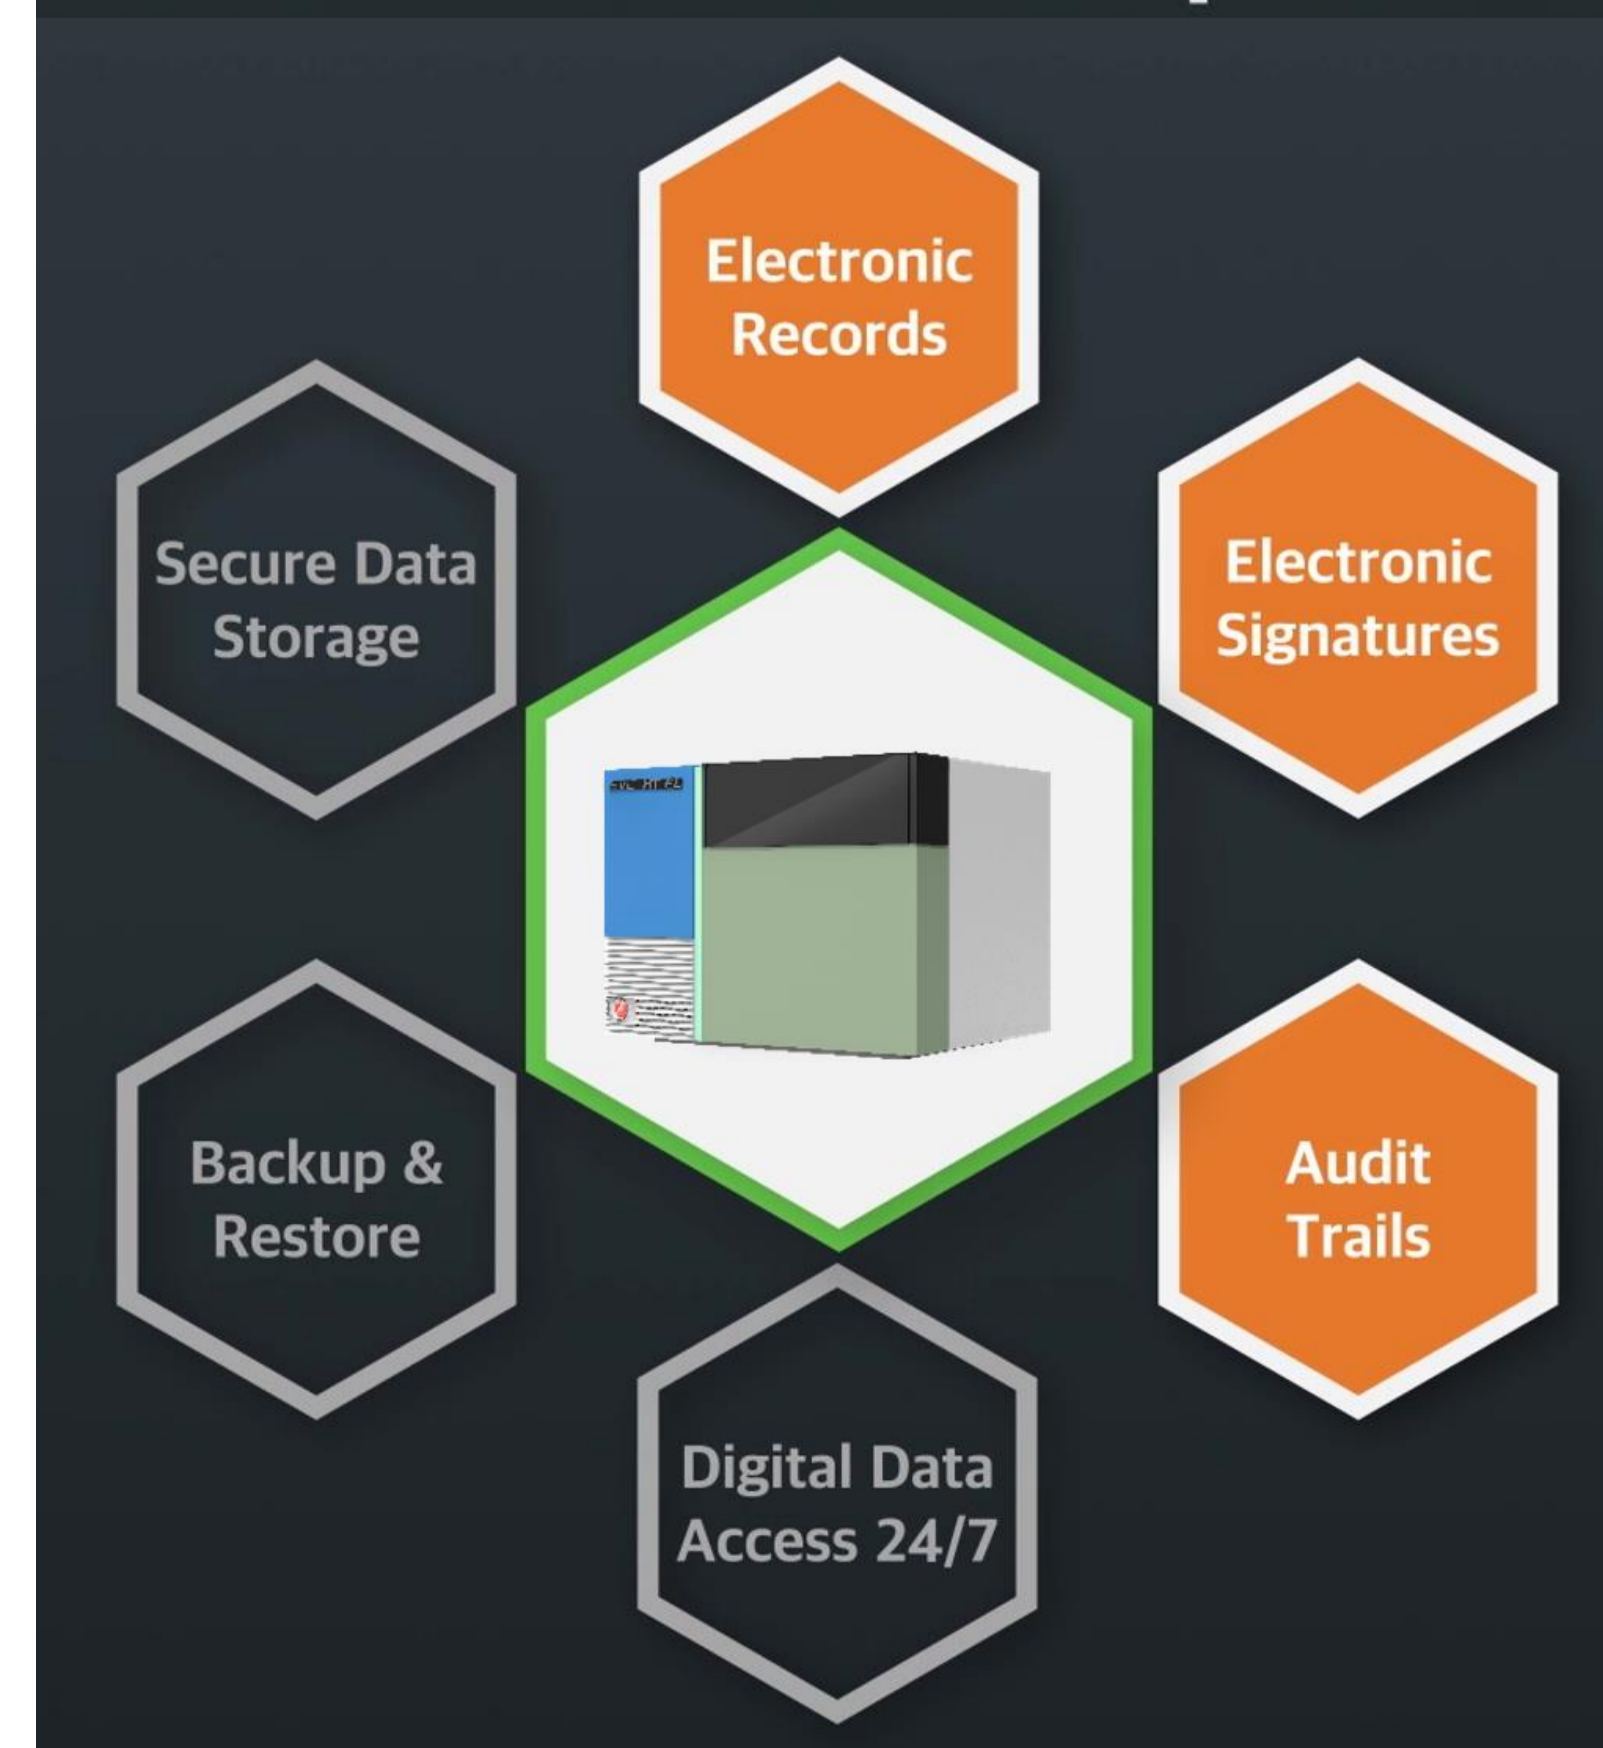 Electronic
Records
Secure Data
Storage
Electronic
Signatures
Backup &
Restore
Audit
Trails
Digital Data
Access 24/7